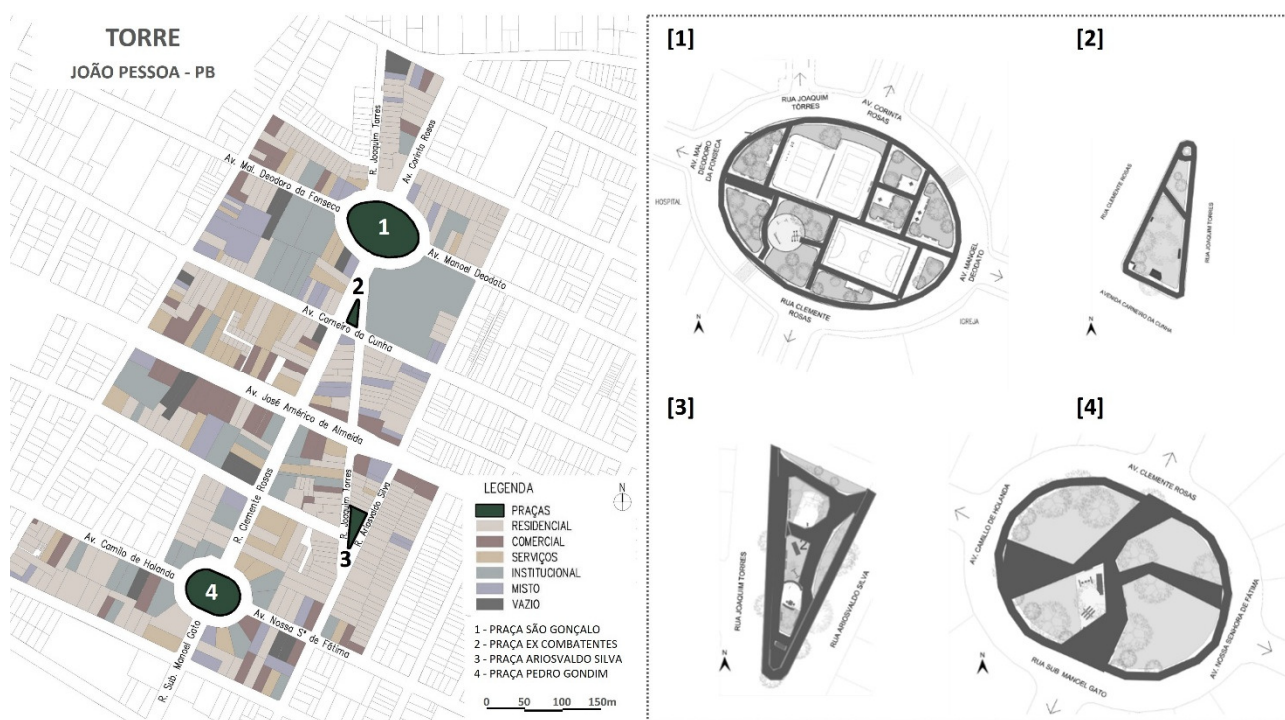 TORRE
JOÃO PESSOA - PB
R. Joaquim Torres
Av. Corinta Rosas
Av. Mal. Deodoro da Fonseca
1
Av. Manoel Deodato
2
Av. Carneiro da Cunha
Av. José Américo de Almeida
R. Clemente Rosas
R. Joaquim Torres
R. Ariosvaldo Silva
3
Av. Camilo de Holanda
4
Av. Nossa Sª de Fátima
R. Sub. Manoel Gato
LEGENDA
N
PRAÇAS
RESIDENCIAL
COMERCIAL
SERVIÇOS
INSTITUCIONAL
MISTO
VAZIO
1 - PRAÇA SÃO GONÇALO
2 - PRAÇA EX COMBATENTES
3 - PRAÇA ARIOSVALDO SILVA
4 - PRAÇA PEDRO GONDIM
0 50 100 150m
[1]
RUA JOAQUIM
TÔRRES
AV. CORINTA
ROSAS
AV. MAL
DEODORO
DA FONSECA
HOSPITAL
AV. MANOEL
DEODATO
RUA CLEMENTE
ROSAS
IGREJA
N
[2]
RUA CLEMENTE ROSAS
RUA JOAQUIM TORRES
AVENIDA CARNEIRO DA CUNHA
N
[3]
RUA JOAQUIM TORRES
RUA ARIOSVALDO SILVA
N
[4]
AV. CLEMENTE ROSAS
AV. CAMILLO DE HOLANDA
AV. NOSSA SENHORA DE FÁTIMA
RUA SUB. MANOEL GATO
N